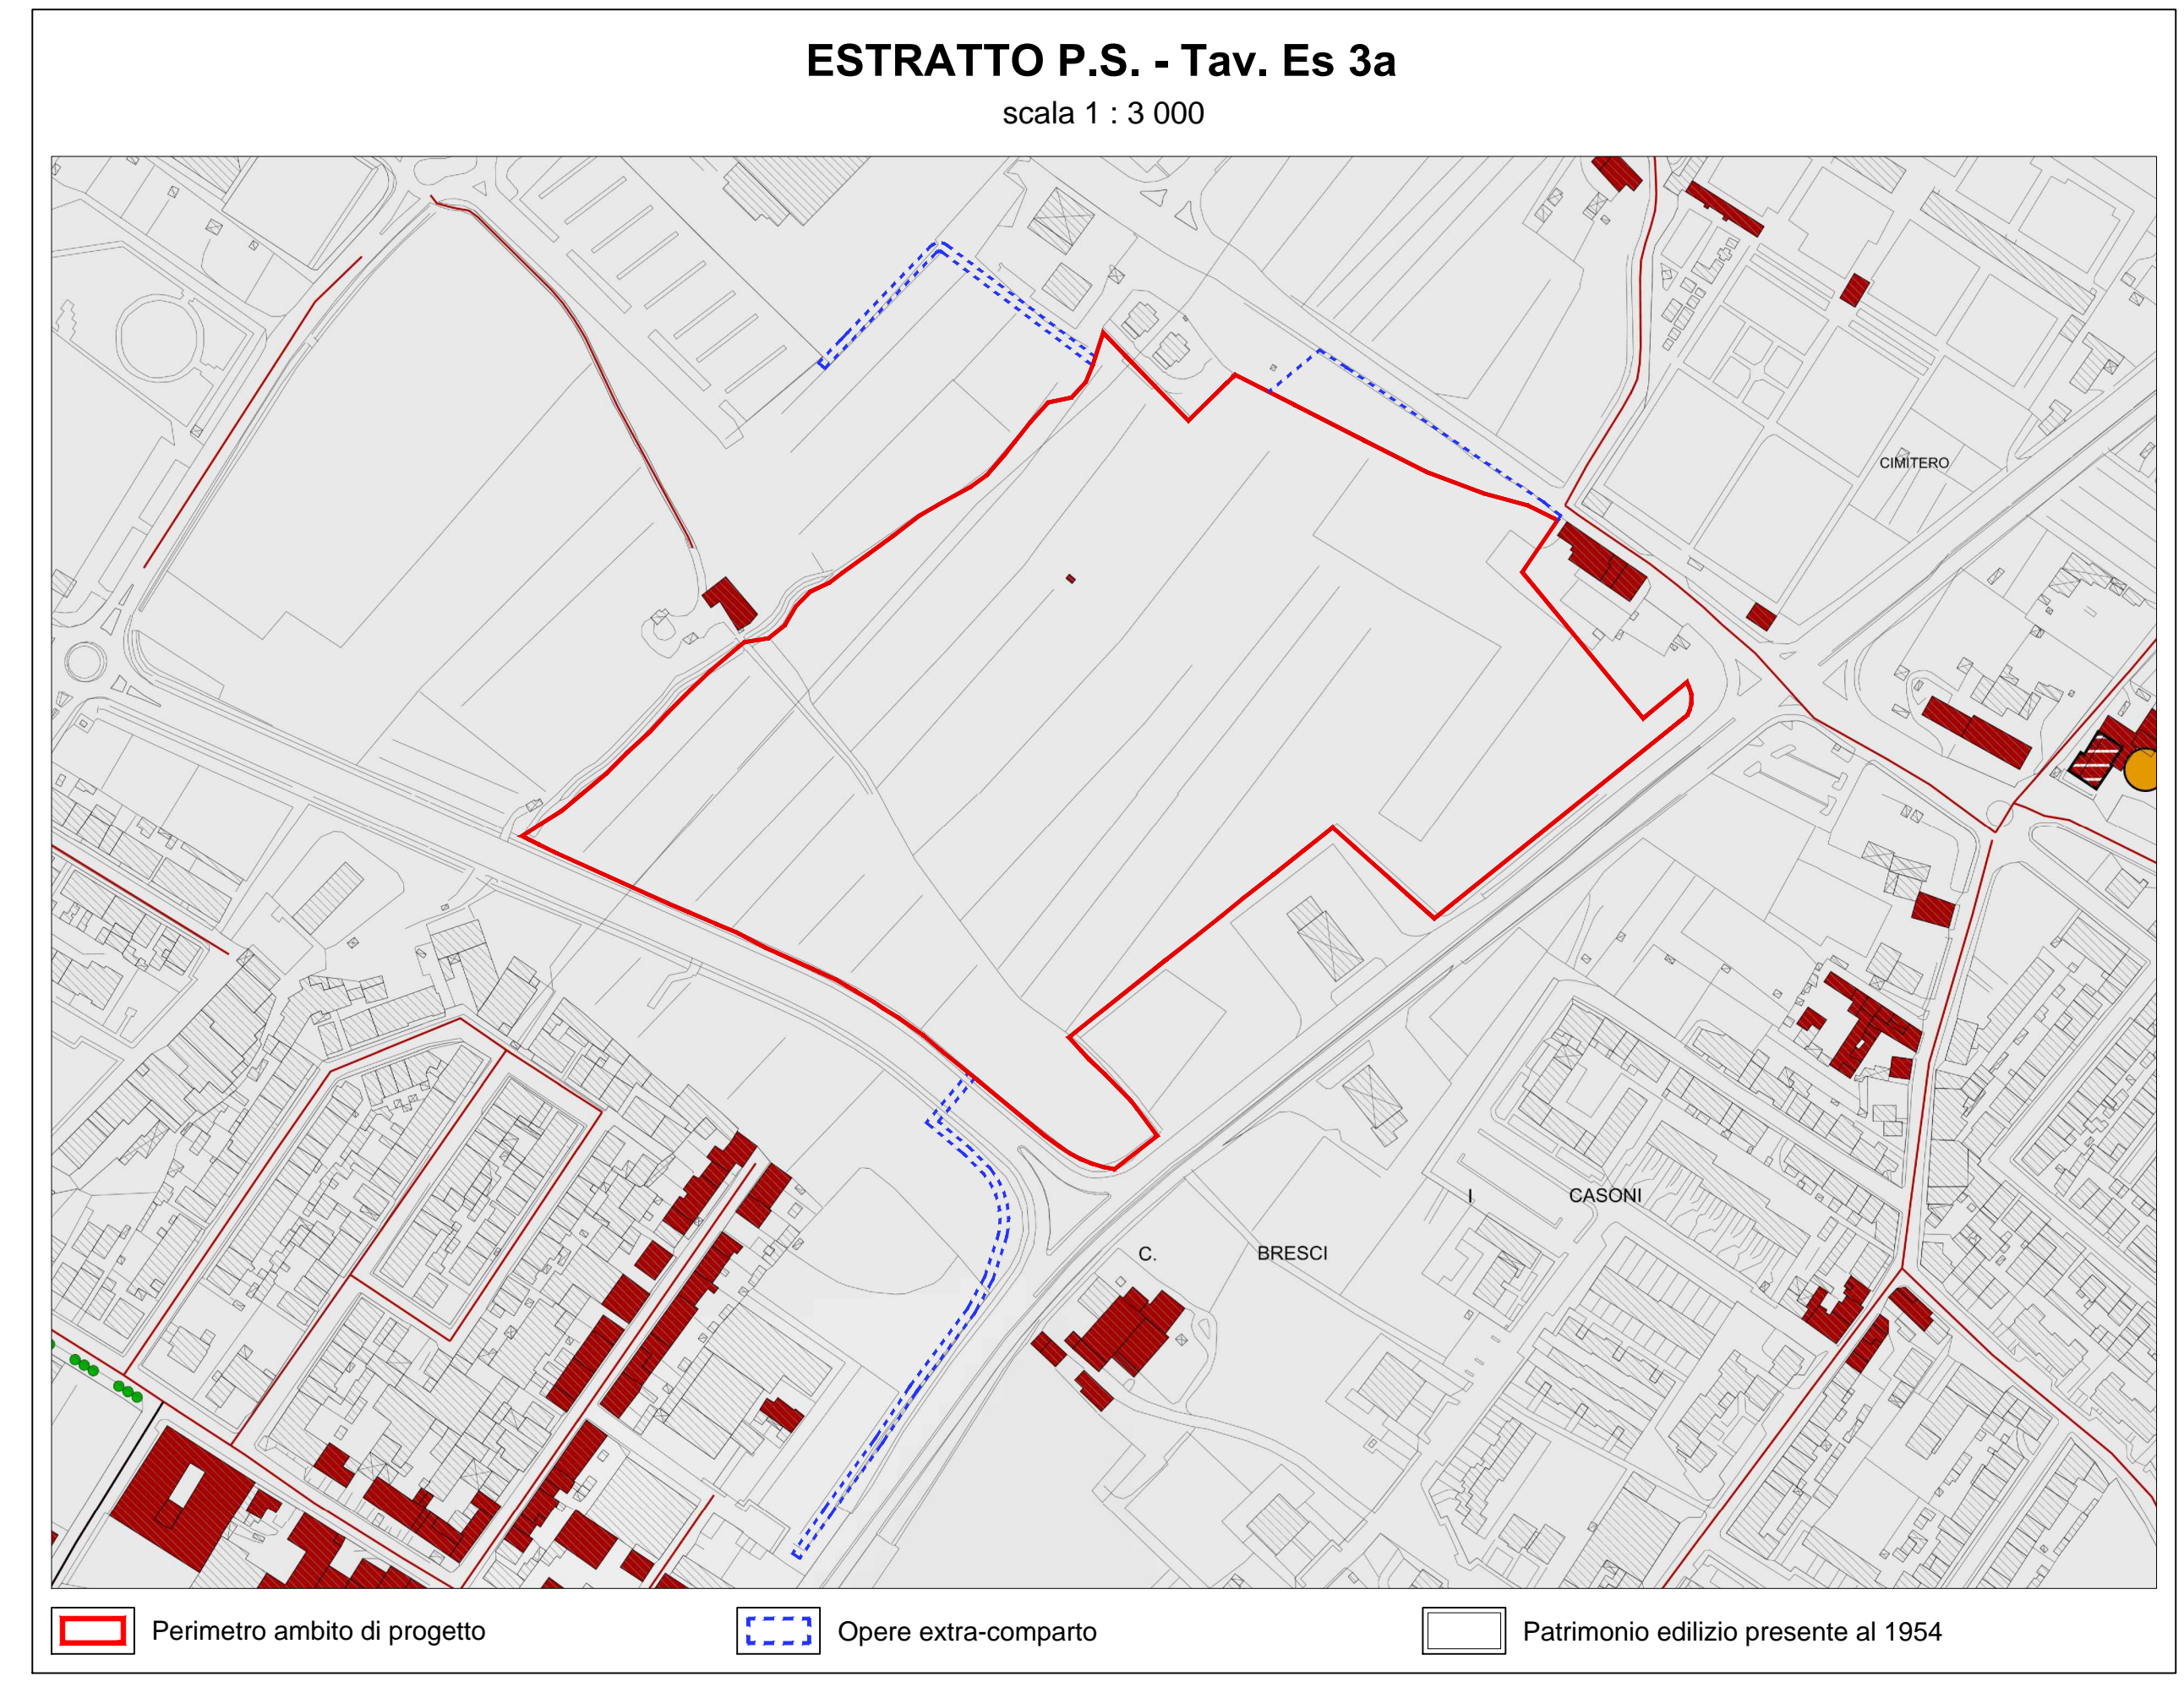 ESTRATTO P.S. - Tav. Es 3a
scala 1 : 3 000
CIMITERO
I CASONI
C. BRESCI
Perimetro ambito di progetto
Opere extra-comparto
Patrimonio edilizio presente al 1954